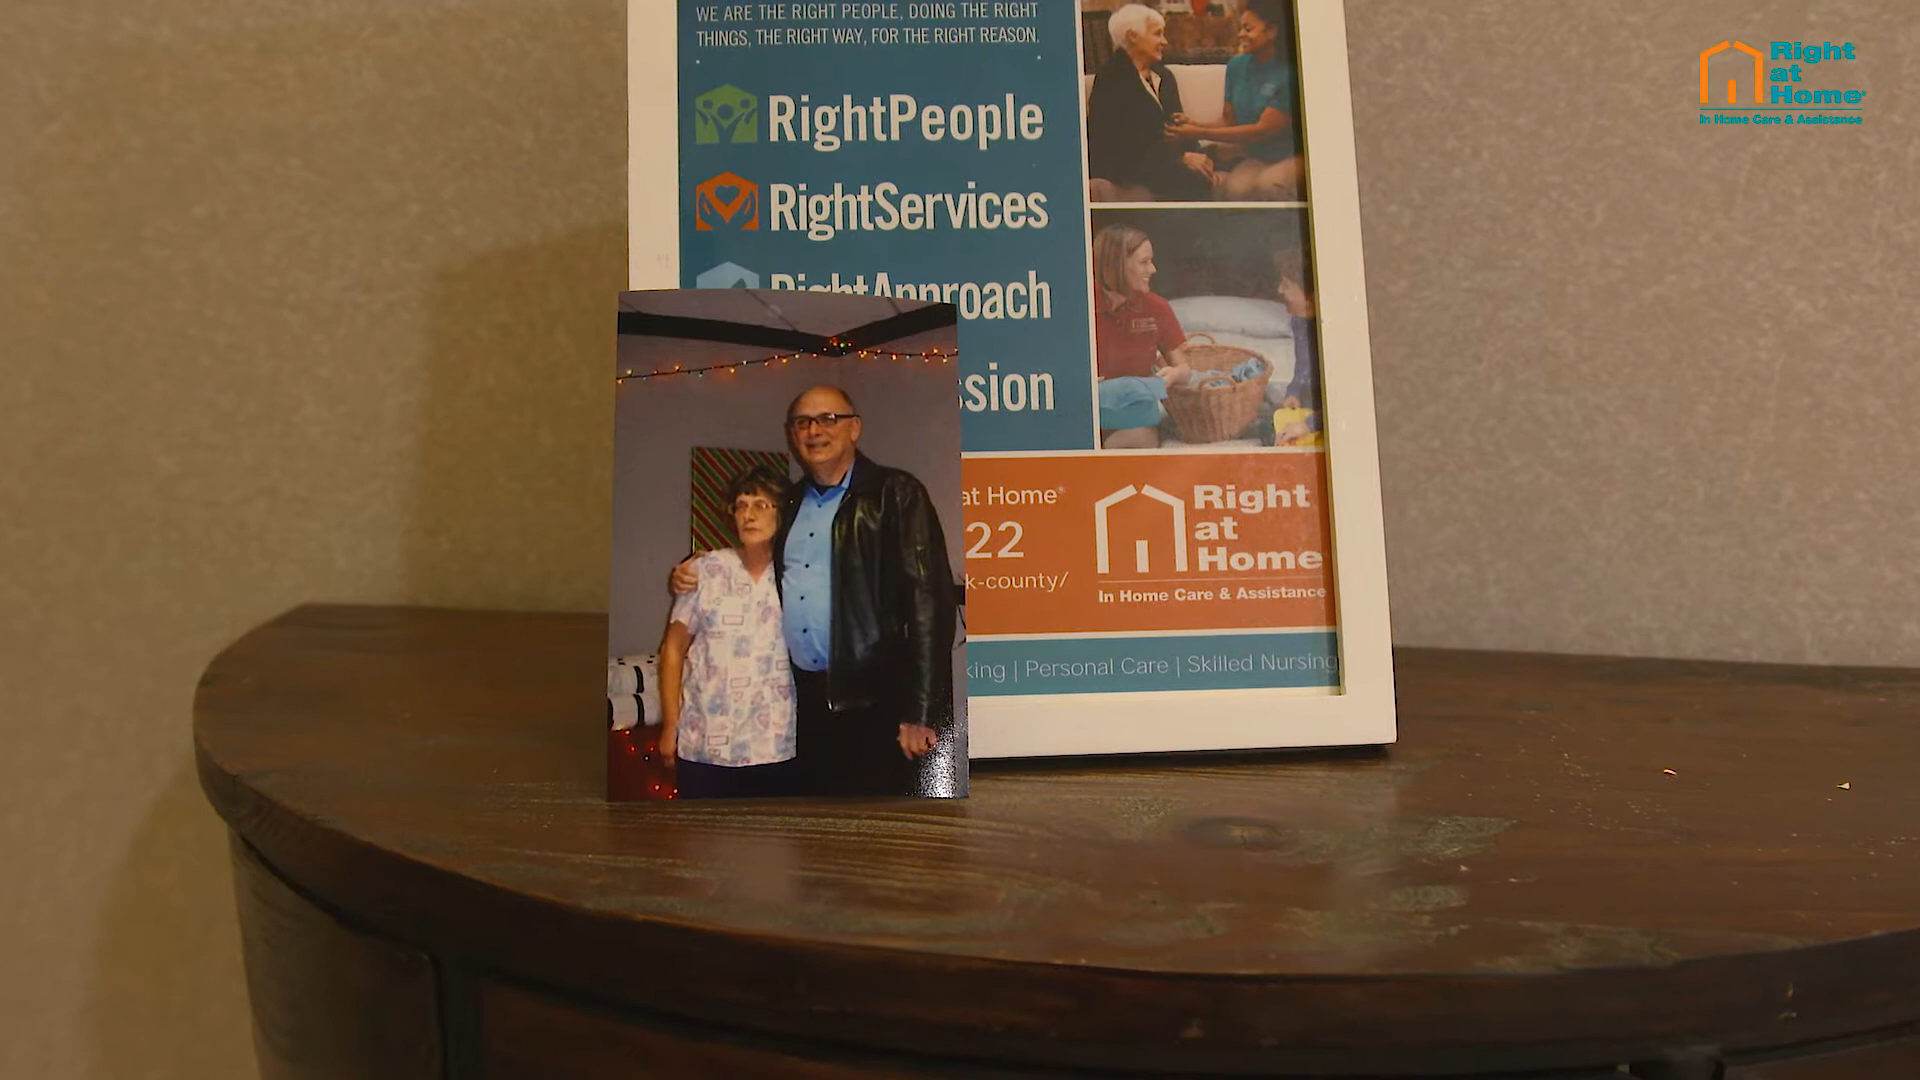 WE ARE THE RIGHT PEOPLE, DOING THE RIGHT
THINGS, THE RIGHT WAY, FOR THE RIGHT REASON.
RightPeople
RightServices
RightApproach
ssion
at Home®
22
k-county/
Right
at
Home
In Home Care & Assistance
king | Personal Care | Skilled Nursing
Right
at
Home®
In Home Care & Assistance